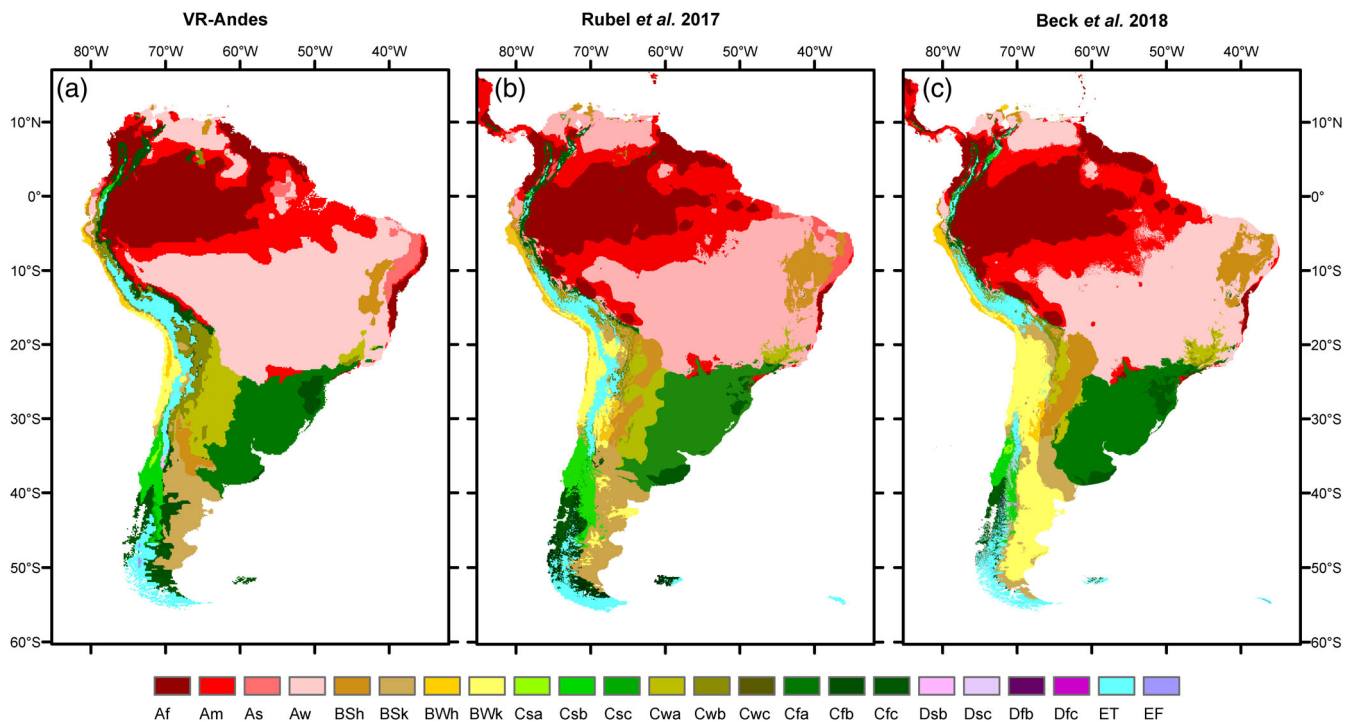 VR-Andes
Rubel et al. 2017
Beck et al. 2018
80°W 70°W 60°W 50°W 40°W
80°W 70°W 60°W 50°W 40°W
80°W 70°W 60°W 50°W 40°W
(a)
(b)
(c)
10°N
0°
10°S
20°S
30°S
40°S
50°S
60°S
10°N
0°
10°S
20°S
30°S
40°S
50°S
60°S
Af Am As Aw BSh BSk BWh BWk Csa Csb Csc Cwa Cwb Cwc Cfa Cfb Cfc Dsb Dsc Dfb Dfc ET EF